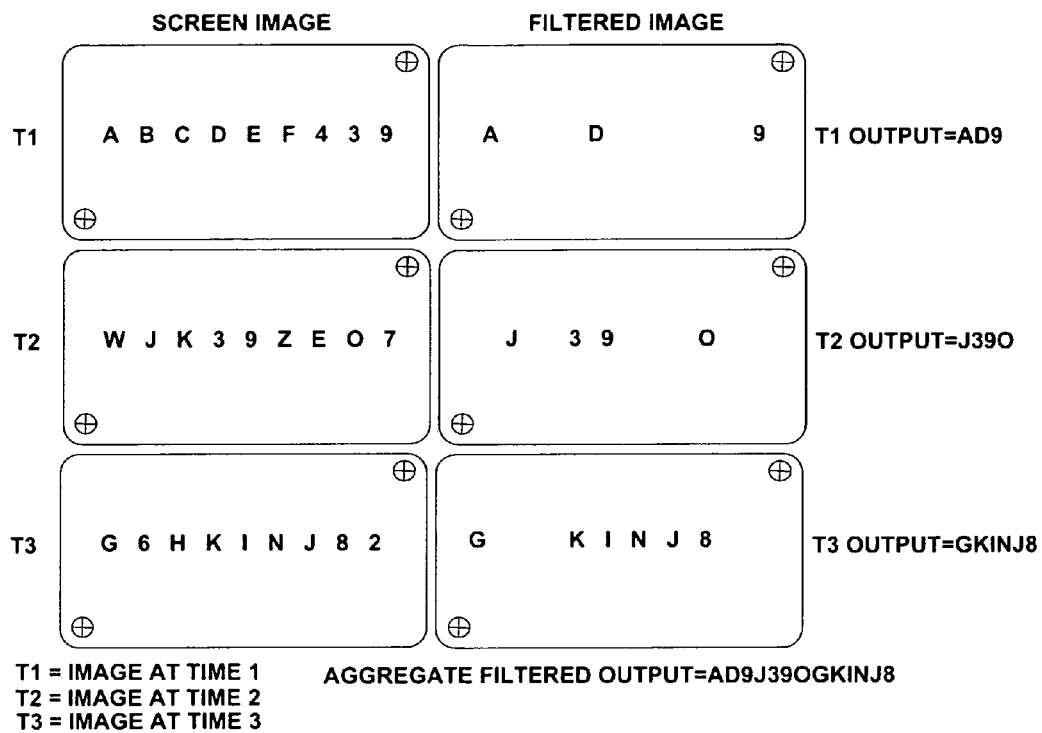 SCREEN IMAGE FILTERED IMAGE
T1 A B C D E F 4 3 9 A D 9 T1 OUTPUT=AD9
T2 W J K 3 9 Z E O 7 J 3 9 O T2 OUTPUT=J39O
T3 G 6 H K I N J 8 2 G K I N J 8 T3 OUTPUT=GKINJ8
T1 = IMAGE AT TIME 1 AGGREGATE FILTERED OUTPUT=AD9J39OGKINJ8
T2 = IMAGE AT TIME 2
T3 = IMAGE AT TIME 3